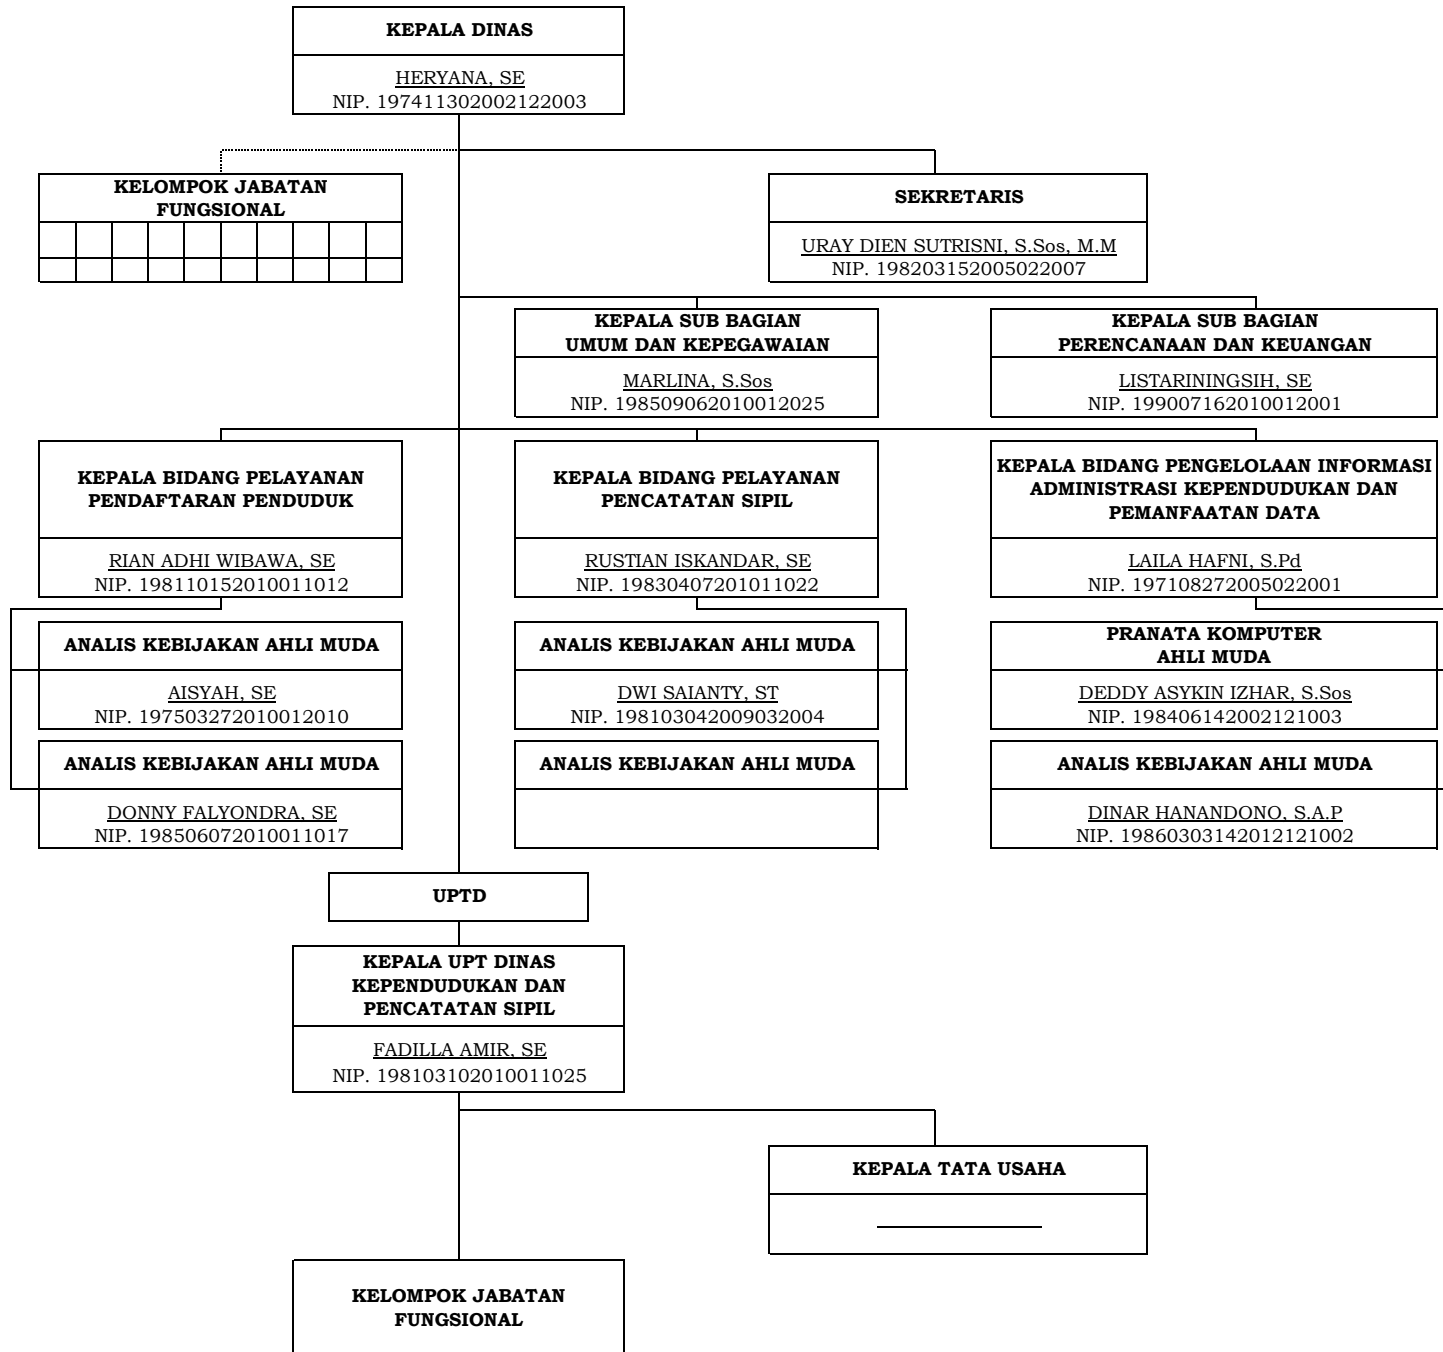 KEPALA DINAS
HERYANA, SE
NIP. 197411302002122003
KELOMPOK JABATAN
FUNGSIONAL
SEKRETARIS
URAY DIEN SUTRISNI, S.Sos, M.M
NIP. 198203152005022007
KEPALA SUB BAGIAN
UMUM DAN KEPEGAWAIAN
MARLINA, S.Sos
NIP. 198509062010012025
KEPALA SUB BAGIAN
PERENCANAAN DAN KEUANGAN
LISTARININGSIH, SE
NIP. 199007162010012001
KEPALA BIDANG PELAYANAN
PENDAFTARAN PENDUDUK
RIAN ADHI WIBAWA, SE
NIP. 198110152010011012
KEPALA BIDANG PELAYANAN
PENCATATAN SIPIL
RUSTIAN ISKANDAR, SE
NIP. 19830407201011022
KEPALA BIDANG PENGELOLAAN INFORMASI
ADMINISTRASI KEPENDUDUKAN DAN
PEMANFAATAN DATA
LAILA HAFNI, S.Pd
NIP. 197108272005022001
ANALIS KEBIJAKAN AHLI MUDA
AISYAH, SE
NIP. 197503272010012010
ANALIS KEBIJAKAN AHLI MUDA
DWI SAIANTY, ST
NIP. 198103042009032004
PRANATA KOMPUTER
AHLI MUDA
DEDDY ASYKIN IZHAR, S.Sos
NIP. 198406142002121003
ANALIS KEBIJAKAN AHLI MUDA
DONNY FALYONDRA, SE
NIP. 198506072010011017
ANALIS KEBIJAKAN AHLI MUDA
ANALIS KEBIJAKAN AHLI MUDA
DINAR HANANDONO, S.A.P
NIP. 19860303142012121002
UPTD
KEPALA UPT DINAS
KEPENDUDUKAN DAN
PENCATATAN SIPIL
FADILLA AMIR, SE
NIP. 198103102010011025
KEPALA TATA USAHA
KELOMPOK JABATAN
FUNGSIONAL